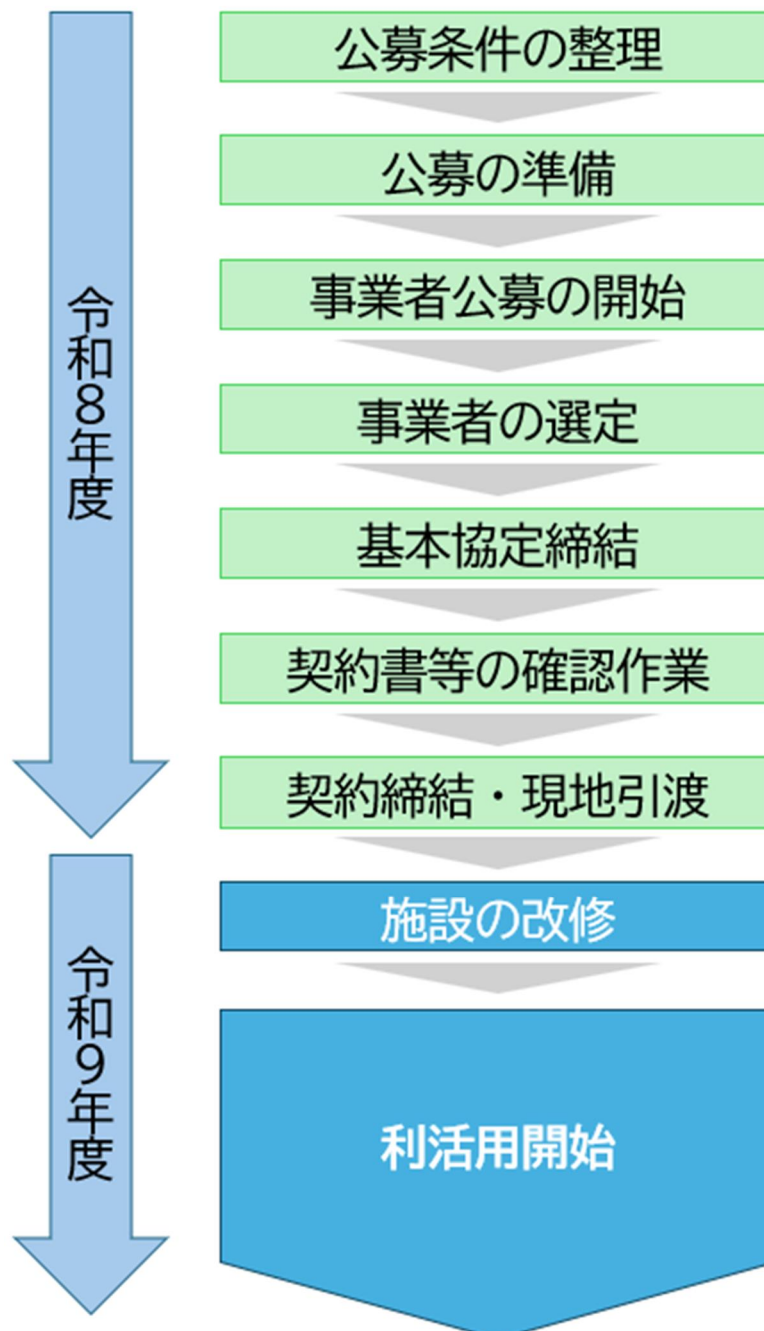 令和8年度
公募条件の整理
公募の準備
事業者公募の開始
事業者の選定
基本協定締結
契約書等の確認作業
契約締結・現地引渡
令和9年度
施設の改修
利活用開始